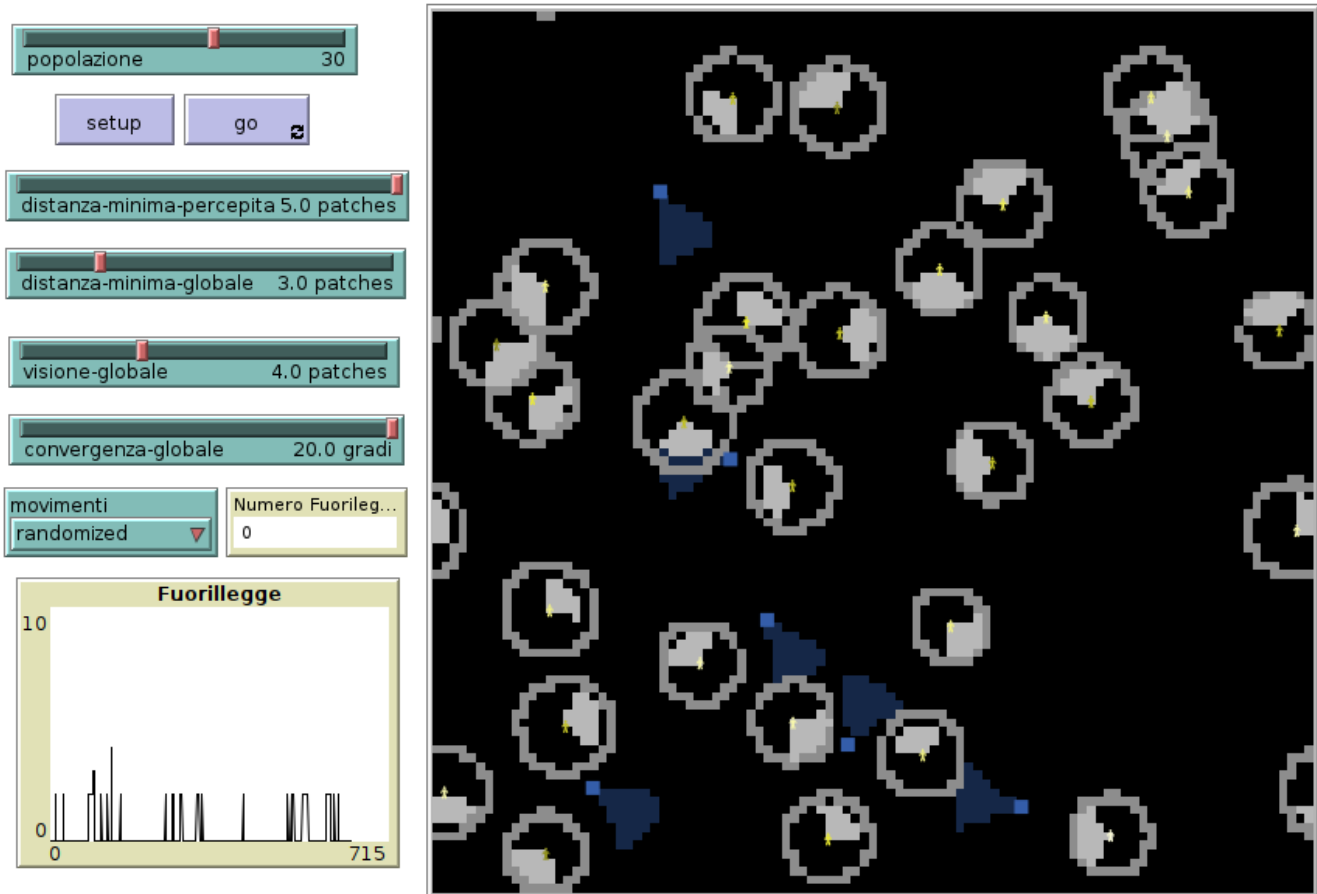 popolazione 30
setup
go
distanza-minima-percepita 5.0 patches
distanza-minima-globale 3.0 patches
visione-globale 4.0 patches
convergenza-globale 20.0 gradi
movimenti
randomized
Numero Fuorileg...
0
Fuorillegge
10
0
0 715